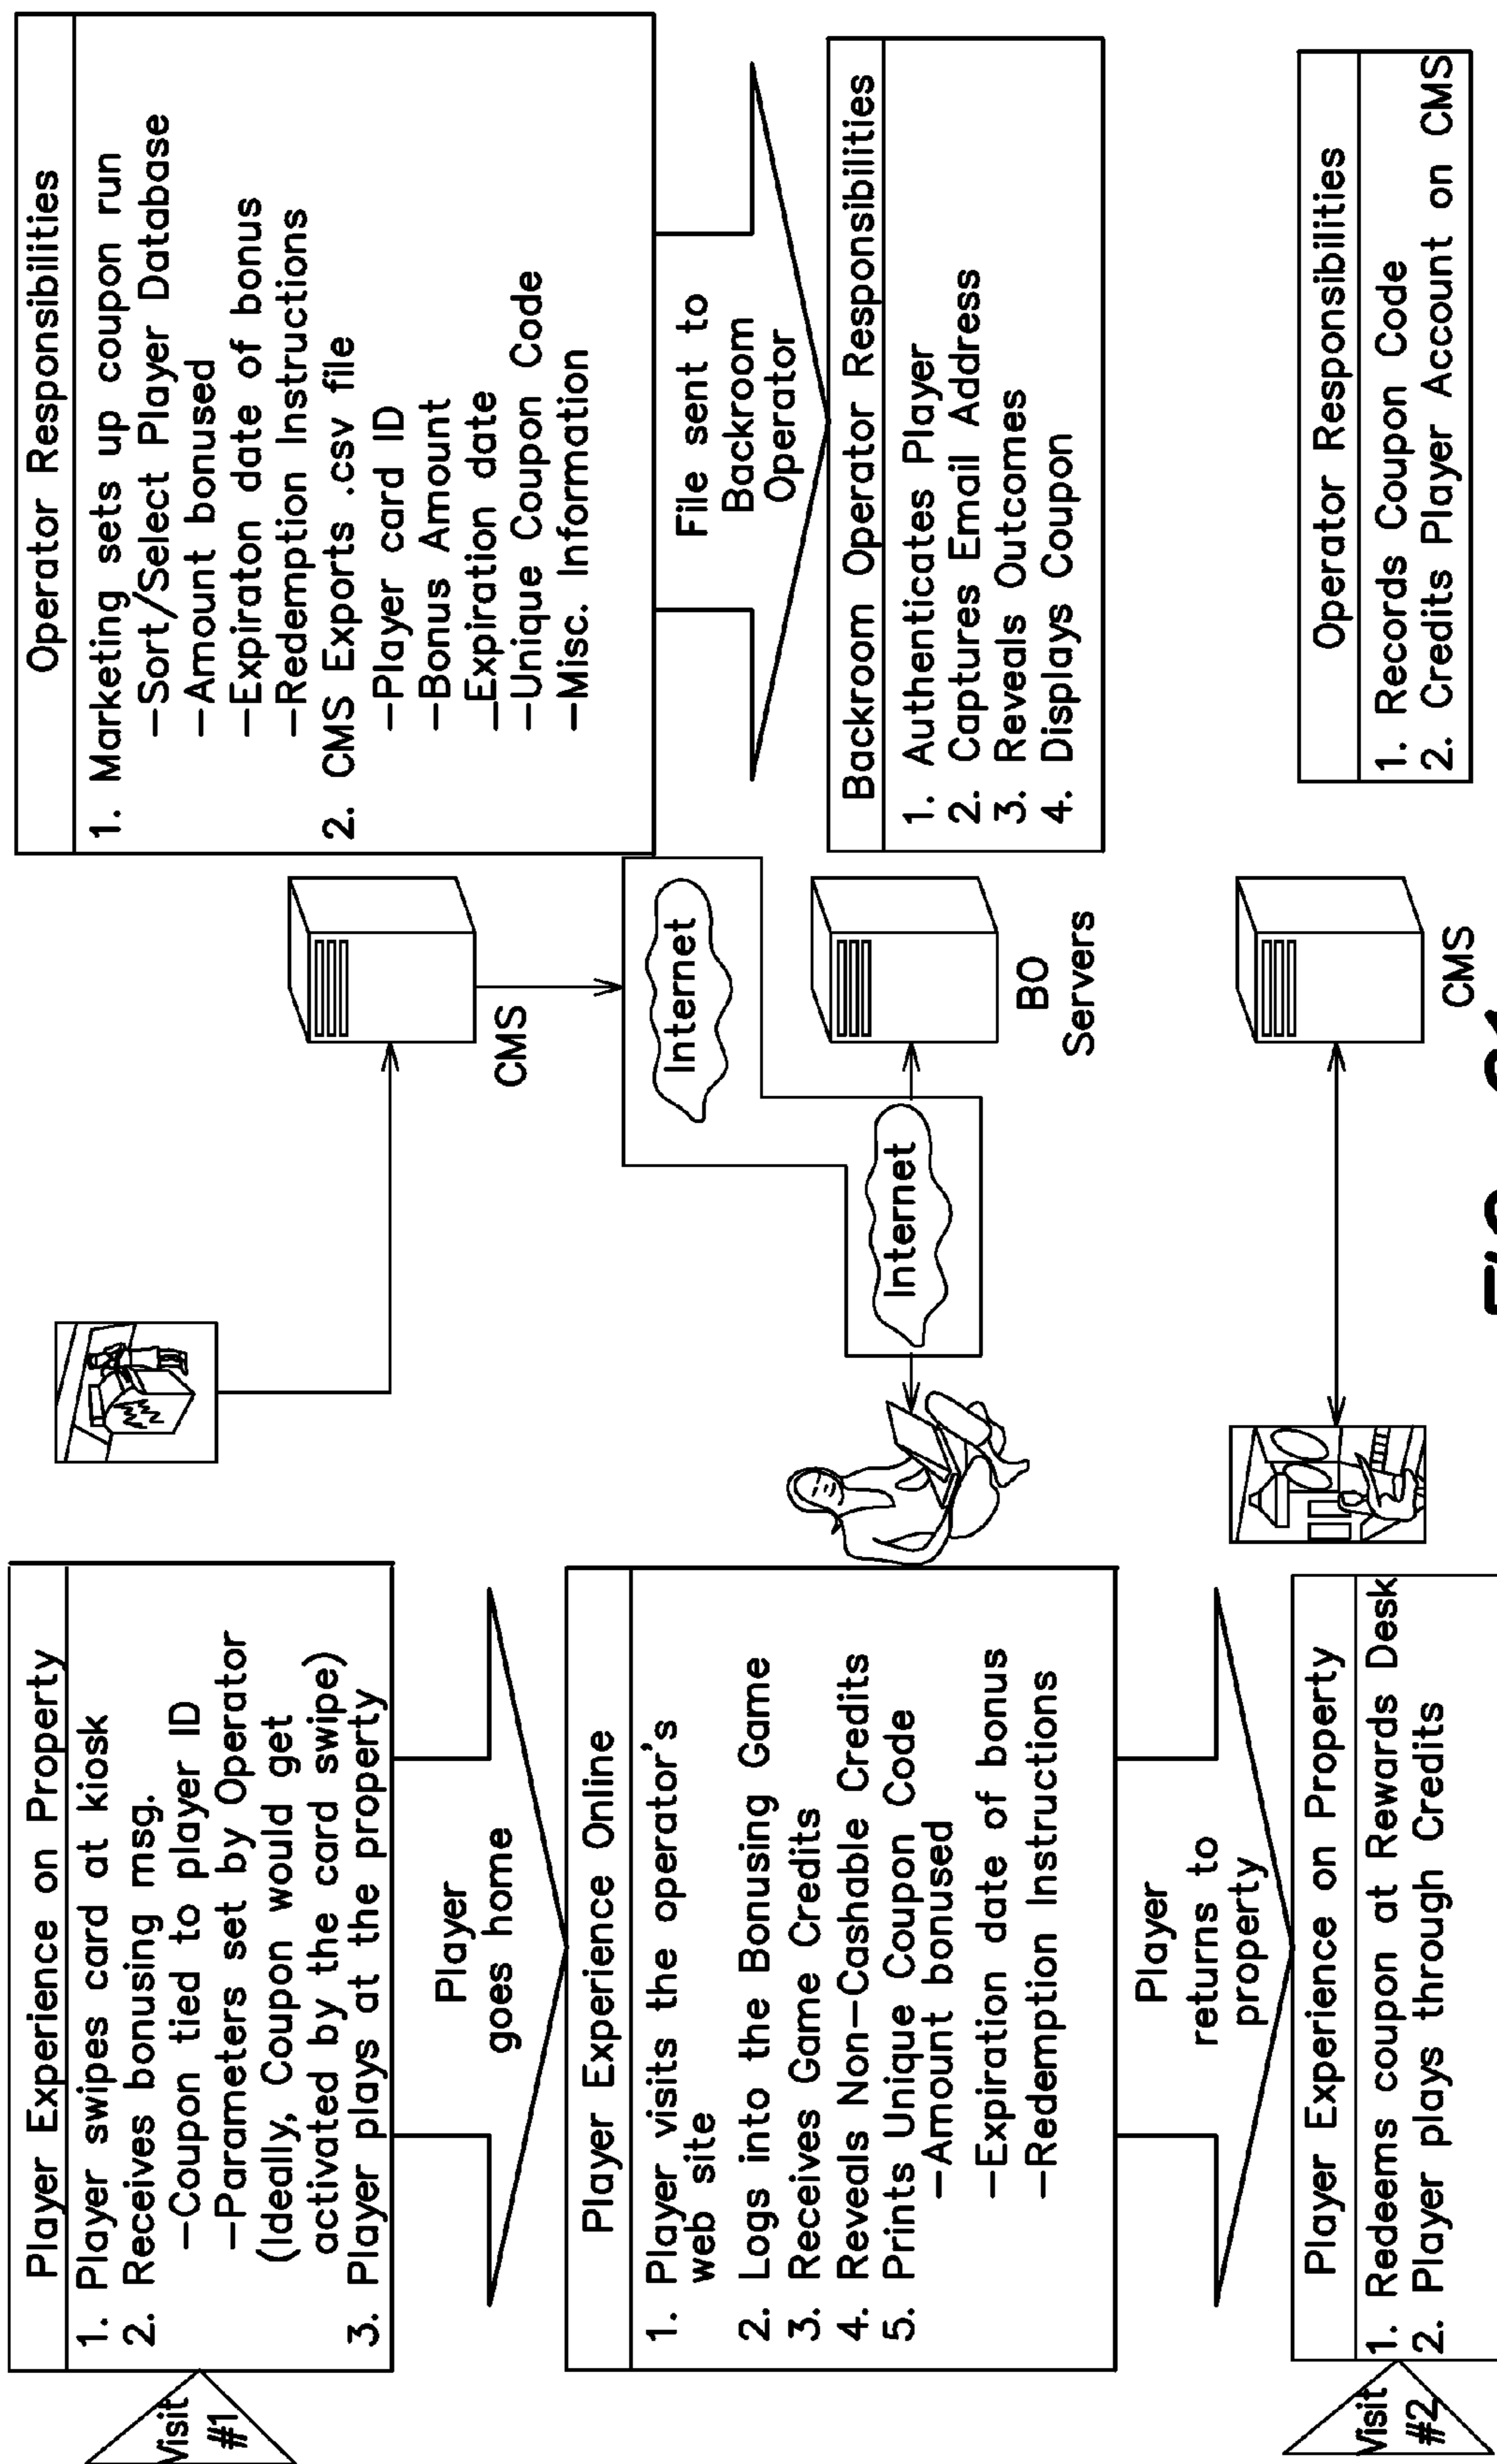 Visit
#1
Player Experience on Property
1. Player swipes card at kiosk
2. Receives bonusing msg.
—Coupon tied to player ID
—Parameters set by Operator
(Ideally, Coupon would get
activated by the card swipe)
3. Player plays at the property
Player
goes home
Player Experience Online
1. Player visits the operator's
web site
2. Logs into the Bonusing Game
3. Receives Game Credits
4. Reveals Non-Cashable Credits
5. Prints Unique Coupon Code
—Amount bonused
—Expiration date of bonus
—Redemption Instructions
Player
returns to
property
Visit
#2
Player Experience on Property
1. Redeems coupon at Rewards Desk
2. Player plays through Credits
CMS
Internet
Internet
BO
Servers
CMS
Operator Responsibilities
1. Marketing sets up coupon run
—Sort/Select Player Database
—Amount bonused
—Expiraton date of bonus
—Redemption Instructions
2. CMS Exports .csv file
—Player card ID
—Bonus Amount
—Expiration date
—Unique Coupon Code
—Misc. Information
File sent to
Backroom
Operator
Backroom Operator Responsibilities
1. Authenticates Player
2. Captures Email Address
3. Reveals Outcomes
4. Displays Coupon
Operator Responsibilities
1. Records Coupon Code
2. Credits Player Account on CMS